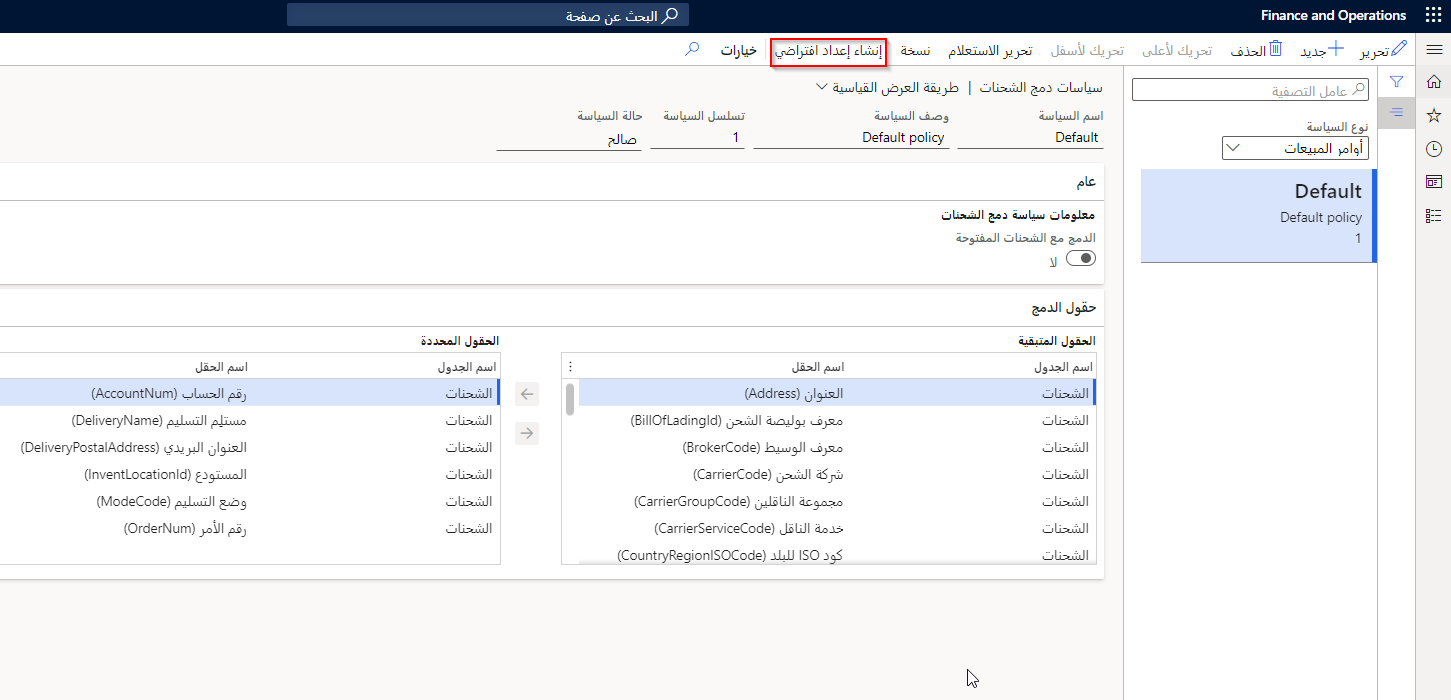 Finance and Operations
البحث عن صفحة
تحرير
جديد
الحذف
تحريك لأعلى
تحريك لأسفل
تحرير الاستعلام
نسخة
إنشاء إعداد افتراضي
خيارات
عامل التصفية
نوع السياسة
أوامر المبيعات
Default
Default policy
1
سياسات دمج الشحنات | طريقة العرض القياسية
اسم السياسة وصف السياسة تسلسل السياسة حالة السياسة
Default Default policy 1 صالح
عام
معلومات سياسة دمج الشحنات
الدمج مع الشحنات المفتوحة
لا
حقول الدمج
الحقول المتبقية
اسم الجدول اسم الحقل
الشحنات العنوان (Address)
الشحنات معرف بوليصة الشحن (BillOfLadingId)
الشحنات معرف الوسيط (BrokerCode)
الشحنات شركة الشحن (CarrierCode)
الشحنات مجموعة الناقلين (CarrierGroupCode)
الشحنات خدمة الناقل (CarrierServiceCode)
الشحنات كود ISO للبلد (CountryRegionISOCode)
الحقول المحددة
اسم الجدول اسم الحقل
الشحنات رقم الحساب (AccountNum)
الشحنات مستلِم التسليم (DeliveryName)
الشحنات العنوان البريدي (DeliveryPostalAddress)
الشحنات المستودع (InventLocationId)
الشحنات وضع التسليم (ModeCode)
الشحنات رقم الأمر (OrderNum)